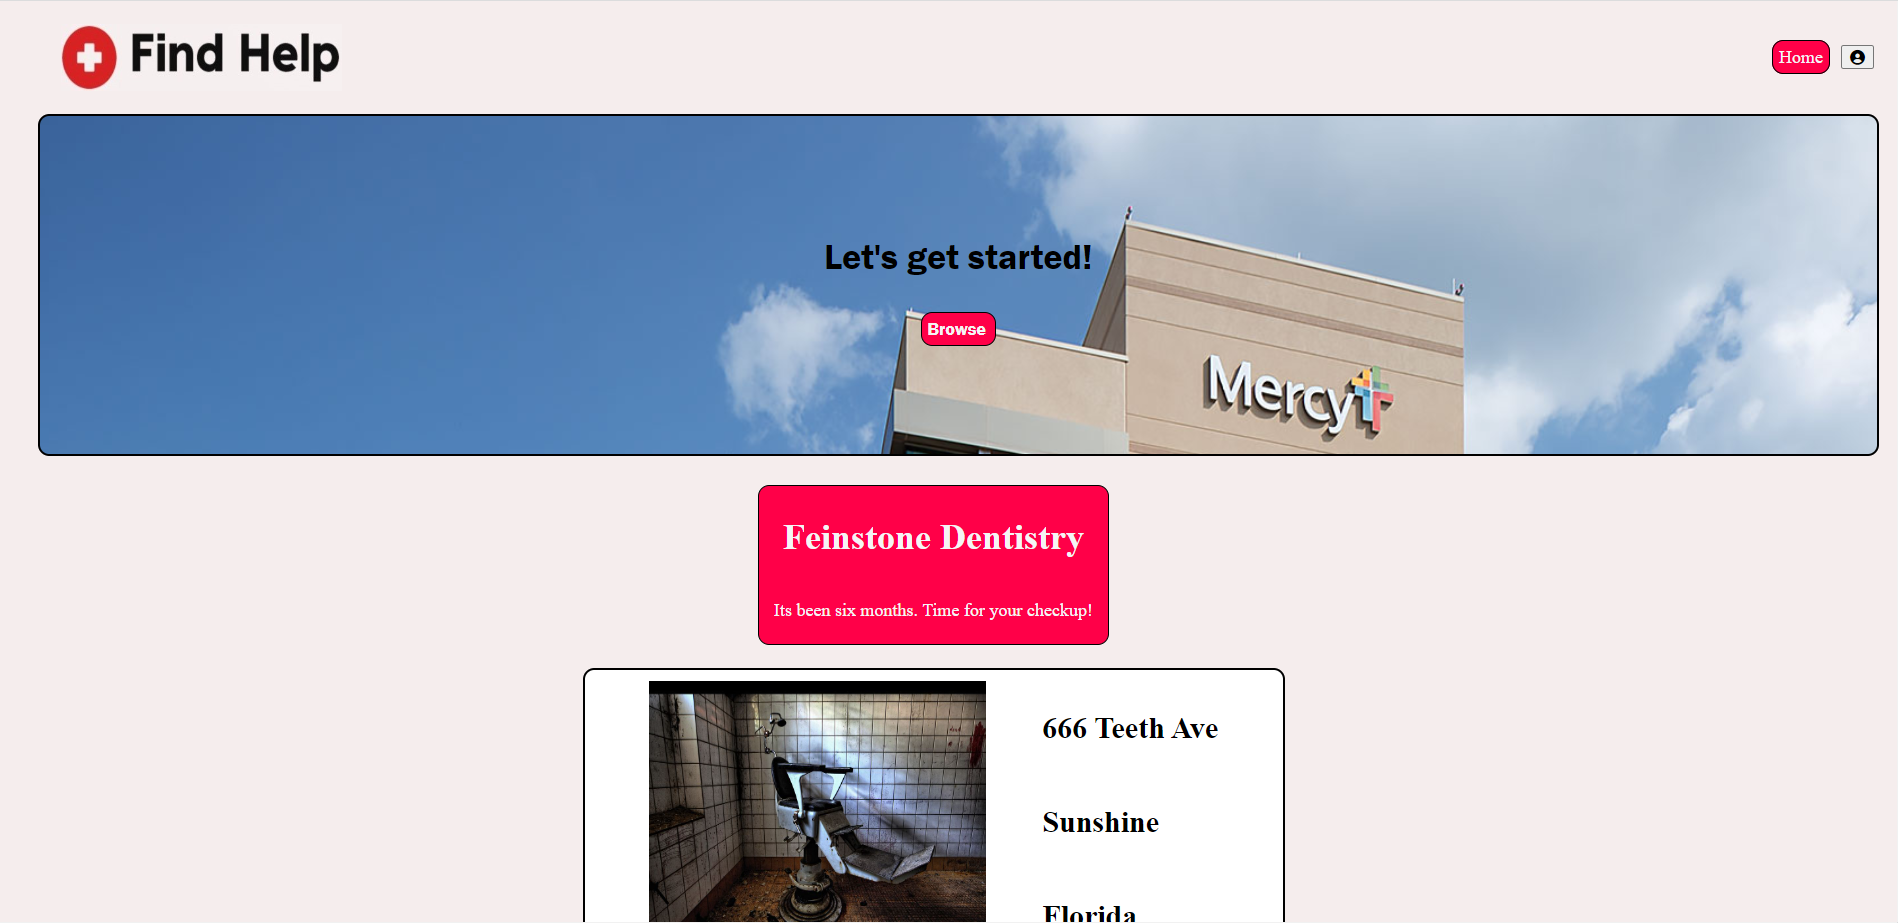 Find Help
Home
Let's get started!
Browse
Mercy
Feinstone Dentistry
Its been six months. Time for your checkup!
666 Teeth Ave
Sunshine
Florida